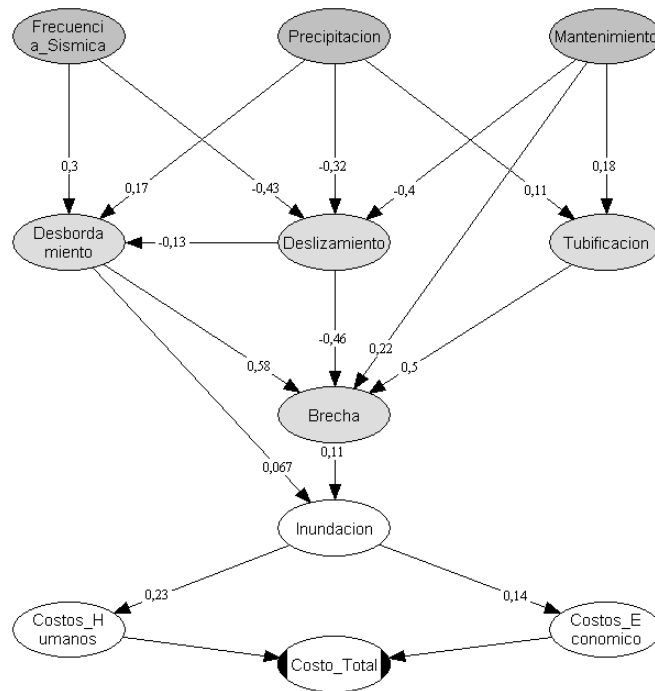 Frecuenci
a_Sismica
Precipitacion
Mantenimiento
0,3
0,17
-0,43
-0,32
-0,4
0,11
0,18
Desborda
miento
-0,13
Deslizamiento
Tubificacion
-0,46
0,58
0,22
0,5
Brecha
0,067
0,11
Inundacion
0,23
0,14
Costos_H
umanos
Costo_Total
Costos_E
conomico